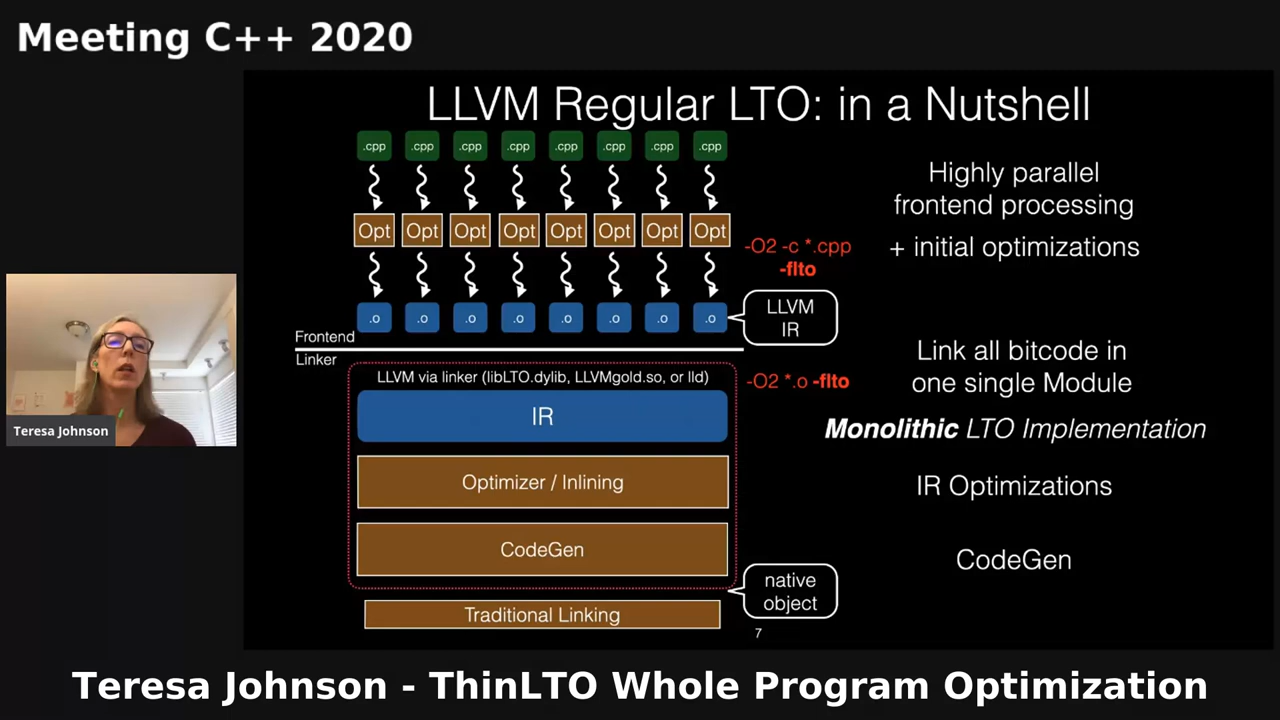 Meeting C++ 2020
LLVM Regular LTO: in a Nutshell
.cpp .cpp .cpp .cpp .cpp .cpp .cpp .cpp
Highly parallel
frontend processing
+ initial optimizations
Opt Opt Opt Opt Opt Opt Opt Opt
-O2 -c *.cpp
-flto
.o .o .o .o .o .o .o .o
LLVM
IR
Frontend
Linker
LLVM via linker (libLTO.dylib, LLVMgold.so, or lld)
-O2 *.o -flto
Link all bitcode in
one single Module
IR
Monolithic LTO Implementation
Optimizer / Inlining
IR Optimizations
CodeGen
CodeGen
native
object
Traditional Linking
7
Teresa Johnson
Teresa Johnson - ThinLTO Whole Program Optimization